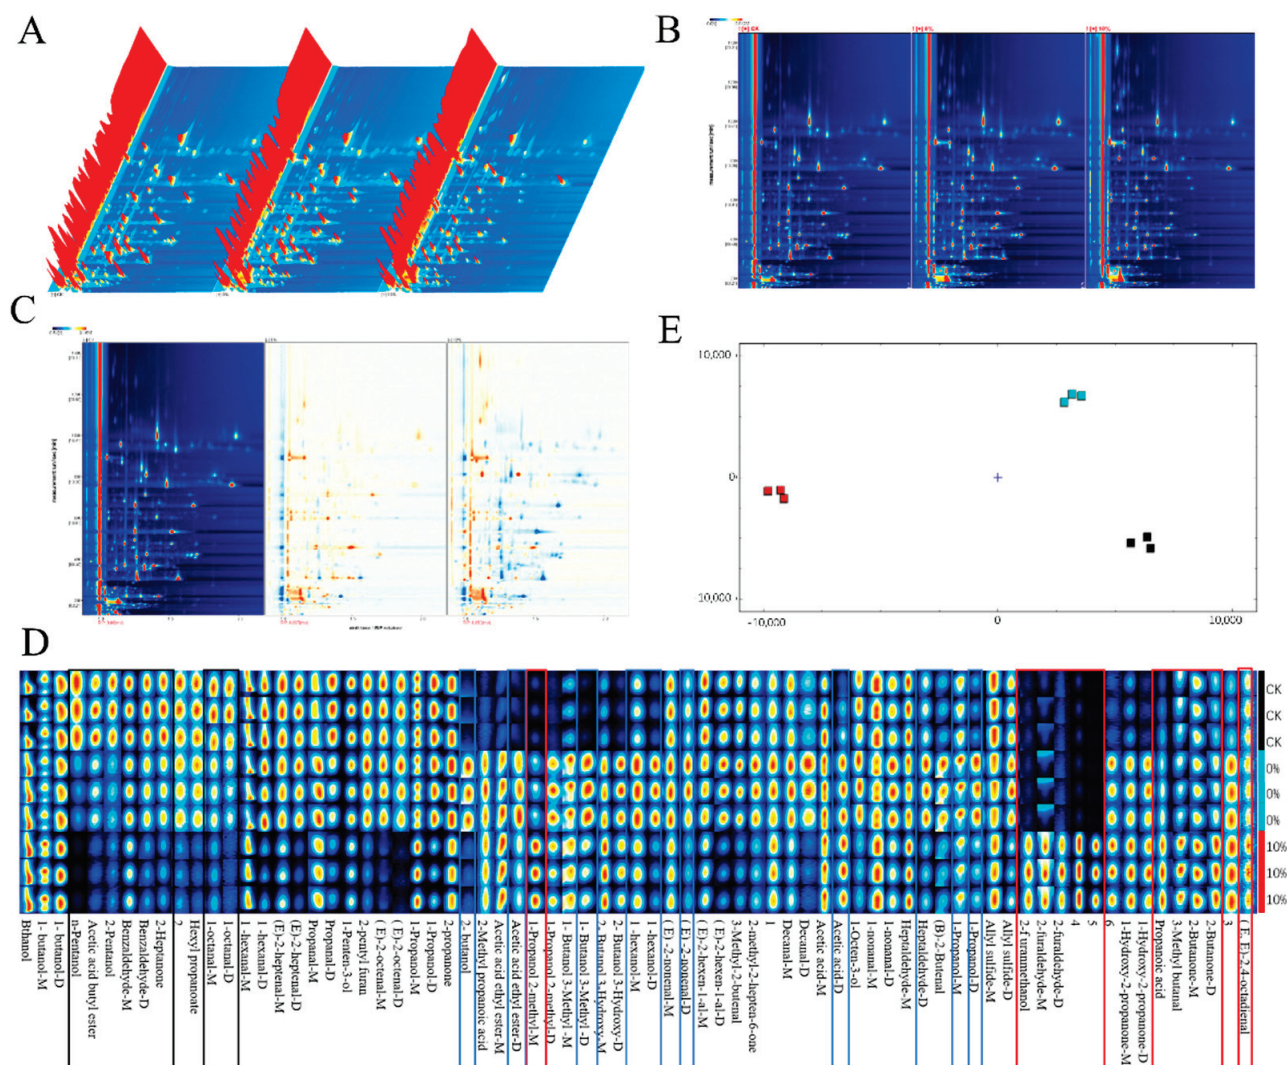 A
B
C
E
10,000
0
10,000
-10,000
0
10,000
D
CK
CK
CK
0%
0%
0%
10%
10%
10%
Bthanol
1- butanol-M
1- butanol-D
a-Pentanol
Acetic acid butyl ester
2-Pentanol
Benzaldehyde-M
Benzaldehyde-D
2-Heptanone
2
Hexyl propanoate
1-octanal-M
1-octanal-D
1-hexanal-M
1-hexanal-D
(E)-2-heptenal-M
(E)-2-heptenal-D
Propanal-M
Propanal-D
1-Penten-3-ol
2-pentyl furan
(E)-2-octenal-M
(E)-2-octenal-D
1-Propanol-M
1-Propanol-D
2-propanone
2- butanol
2-Methyl propanoic acid
Acetic acid ethyl ester-M
Acetic acid ethyl ester-D
1-Propanol 2-methyl-M
1-Propanol 2-methyl-D
1- Butanol 3-Methyl -M
1- Butanol 3-Methyl -D
2- Butanol 3-Hydroxy-M
2- Butanol 3-Hydroxy-D
1-hexanol-M
1-hexanol-D
(E) -2-nonenal-M
(E) -2-nonenal-D
(E)-2-hexen-1-al-M
(E)-2-hexen-1-al-D
3-Methyl-2-butenal
2-methyl-2-hepten-6-one
1
Decanal-M
Decanal-D
Acetic acid-M
Acetic acid-D
1-Octen-3-ol
1-nonanal-M
1-nonanal-D
Heptaldehyde-M
Heptaldehyde-D
(B)-2-Butenal
1-Propanol-M
1-Propanol-D
Allyl sulfide-M
Allyl sulfide-D
2-furanmethanol
2-furaldehyde-M
2-furaldehyde-D
4
5
6
1-Hydroxy-2-propanone-M
1-Hydroxy-2-propanone-D
Propanoic acid
3-Methyl butanal
2-Butanone-M
2-Butanone-D
3
(E, E)-2,4-octadienal